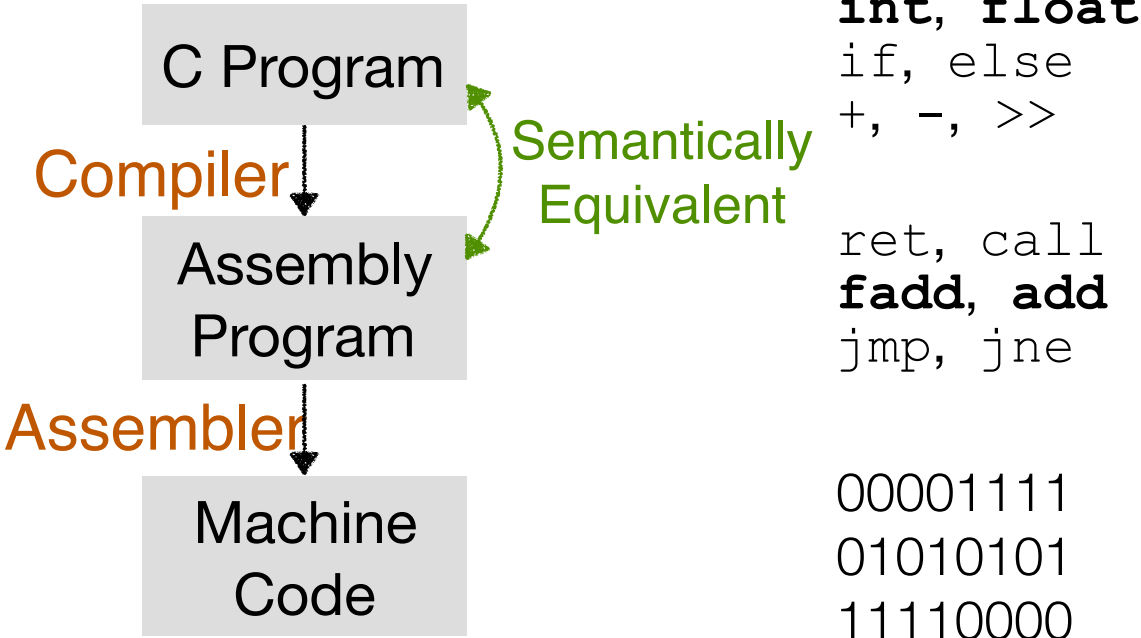 int, float
C Program
if, else
+, -, >>
Semantically
Equivalent
Compiler
Assembly
Program
ret, call
fadd, add
jmp, jne
Assembler
Machine
Code
00001111
01010101
11110000